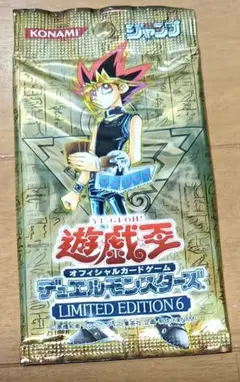 KONAMI ジャンプ
YU-GI-OH!
遊戯王
オフィシャルカードゲーム
デュエルモンスターズ
LIMITED EDITION 6